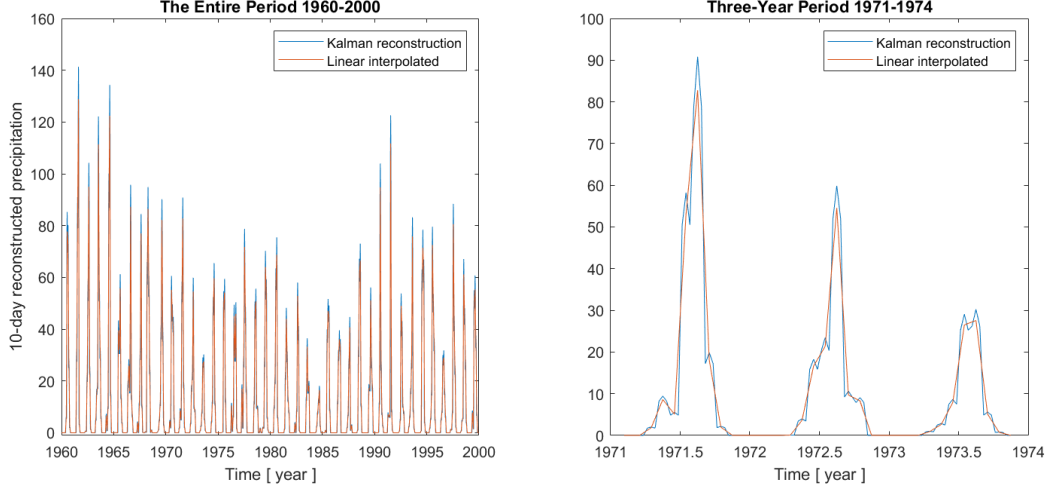 The Entire Period 1960-2000
160
140
120
100
80
60
40
20
0
10-day reconstructed precipitation
Kalman reconstruction
Linear interpolated
1960 1965 1970 1975 1980 1985 1990 1995 2000
Time [ year ]
Three-Year Period 1971-1974
100
90
80
70
60
50
40
30
20
10
0
Kalman reconstruction
Linear interpolated
1971 1971.5 1972 1972.5 1973 1973.5 1974
Time [ year ]